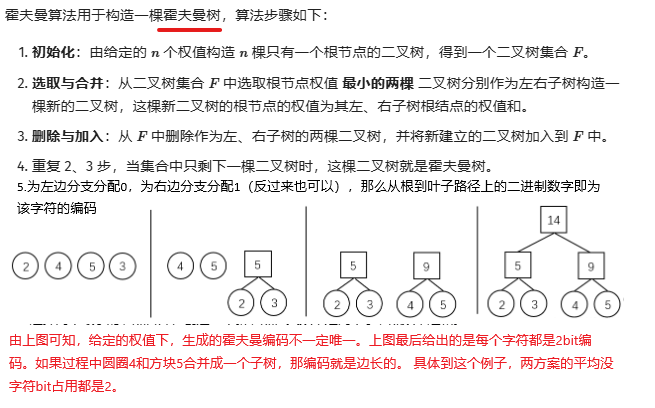 霍夫曼算法用于构造一棵霍夫曼树，算法步骤如下：
1. 初始化：由给定的 n 个权值构造 n 棵只有一个根节点的二叉树，得到一个二叉树集合 F。
2. 选取与合并：从二叉树集合 F 中选取根节点权值 最小的两棵 二叉树分别作为左右子树构造一
棵新的二叉树，这棵新二叉树的根节点的权值为其左、右子树根结点的权值和。
3. 删除与加入：从 F 中删除作为左、右子树的两棵二叉树，并将新建立的二叉树加入到 F 中。
4. 重复 2、3 步，当集合中只剩下一棵二叉树时，这棵二叉树就是霍夫曼树。
5.为左边分支分配0，为右边分支分配1（反过来也可以），那么从根到叶子路径上的二进制数字即为
该字符的编码
2 4 5 3
4 5 5
2 3
5 9
2 3 4 5
14
5 9
2 3 4 5
由上图可知，给定的权值下，生成的霍夫曼编码不一定唯一。上图最后给出的是每个字符都是2bit编
码。如果过程中圆圈4和方块5合并成一个子树，那编码就是边长的。 具体到这个例子，两方案的平均没
字符bit占用都是2。